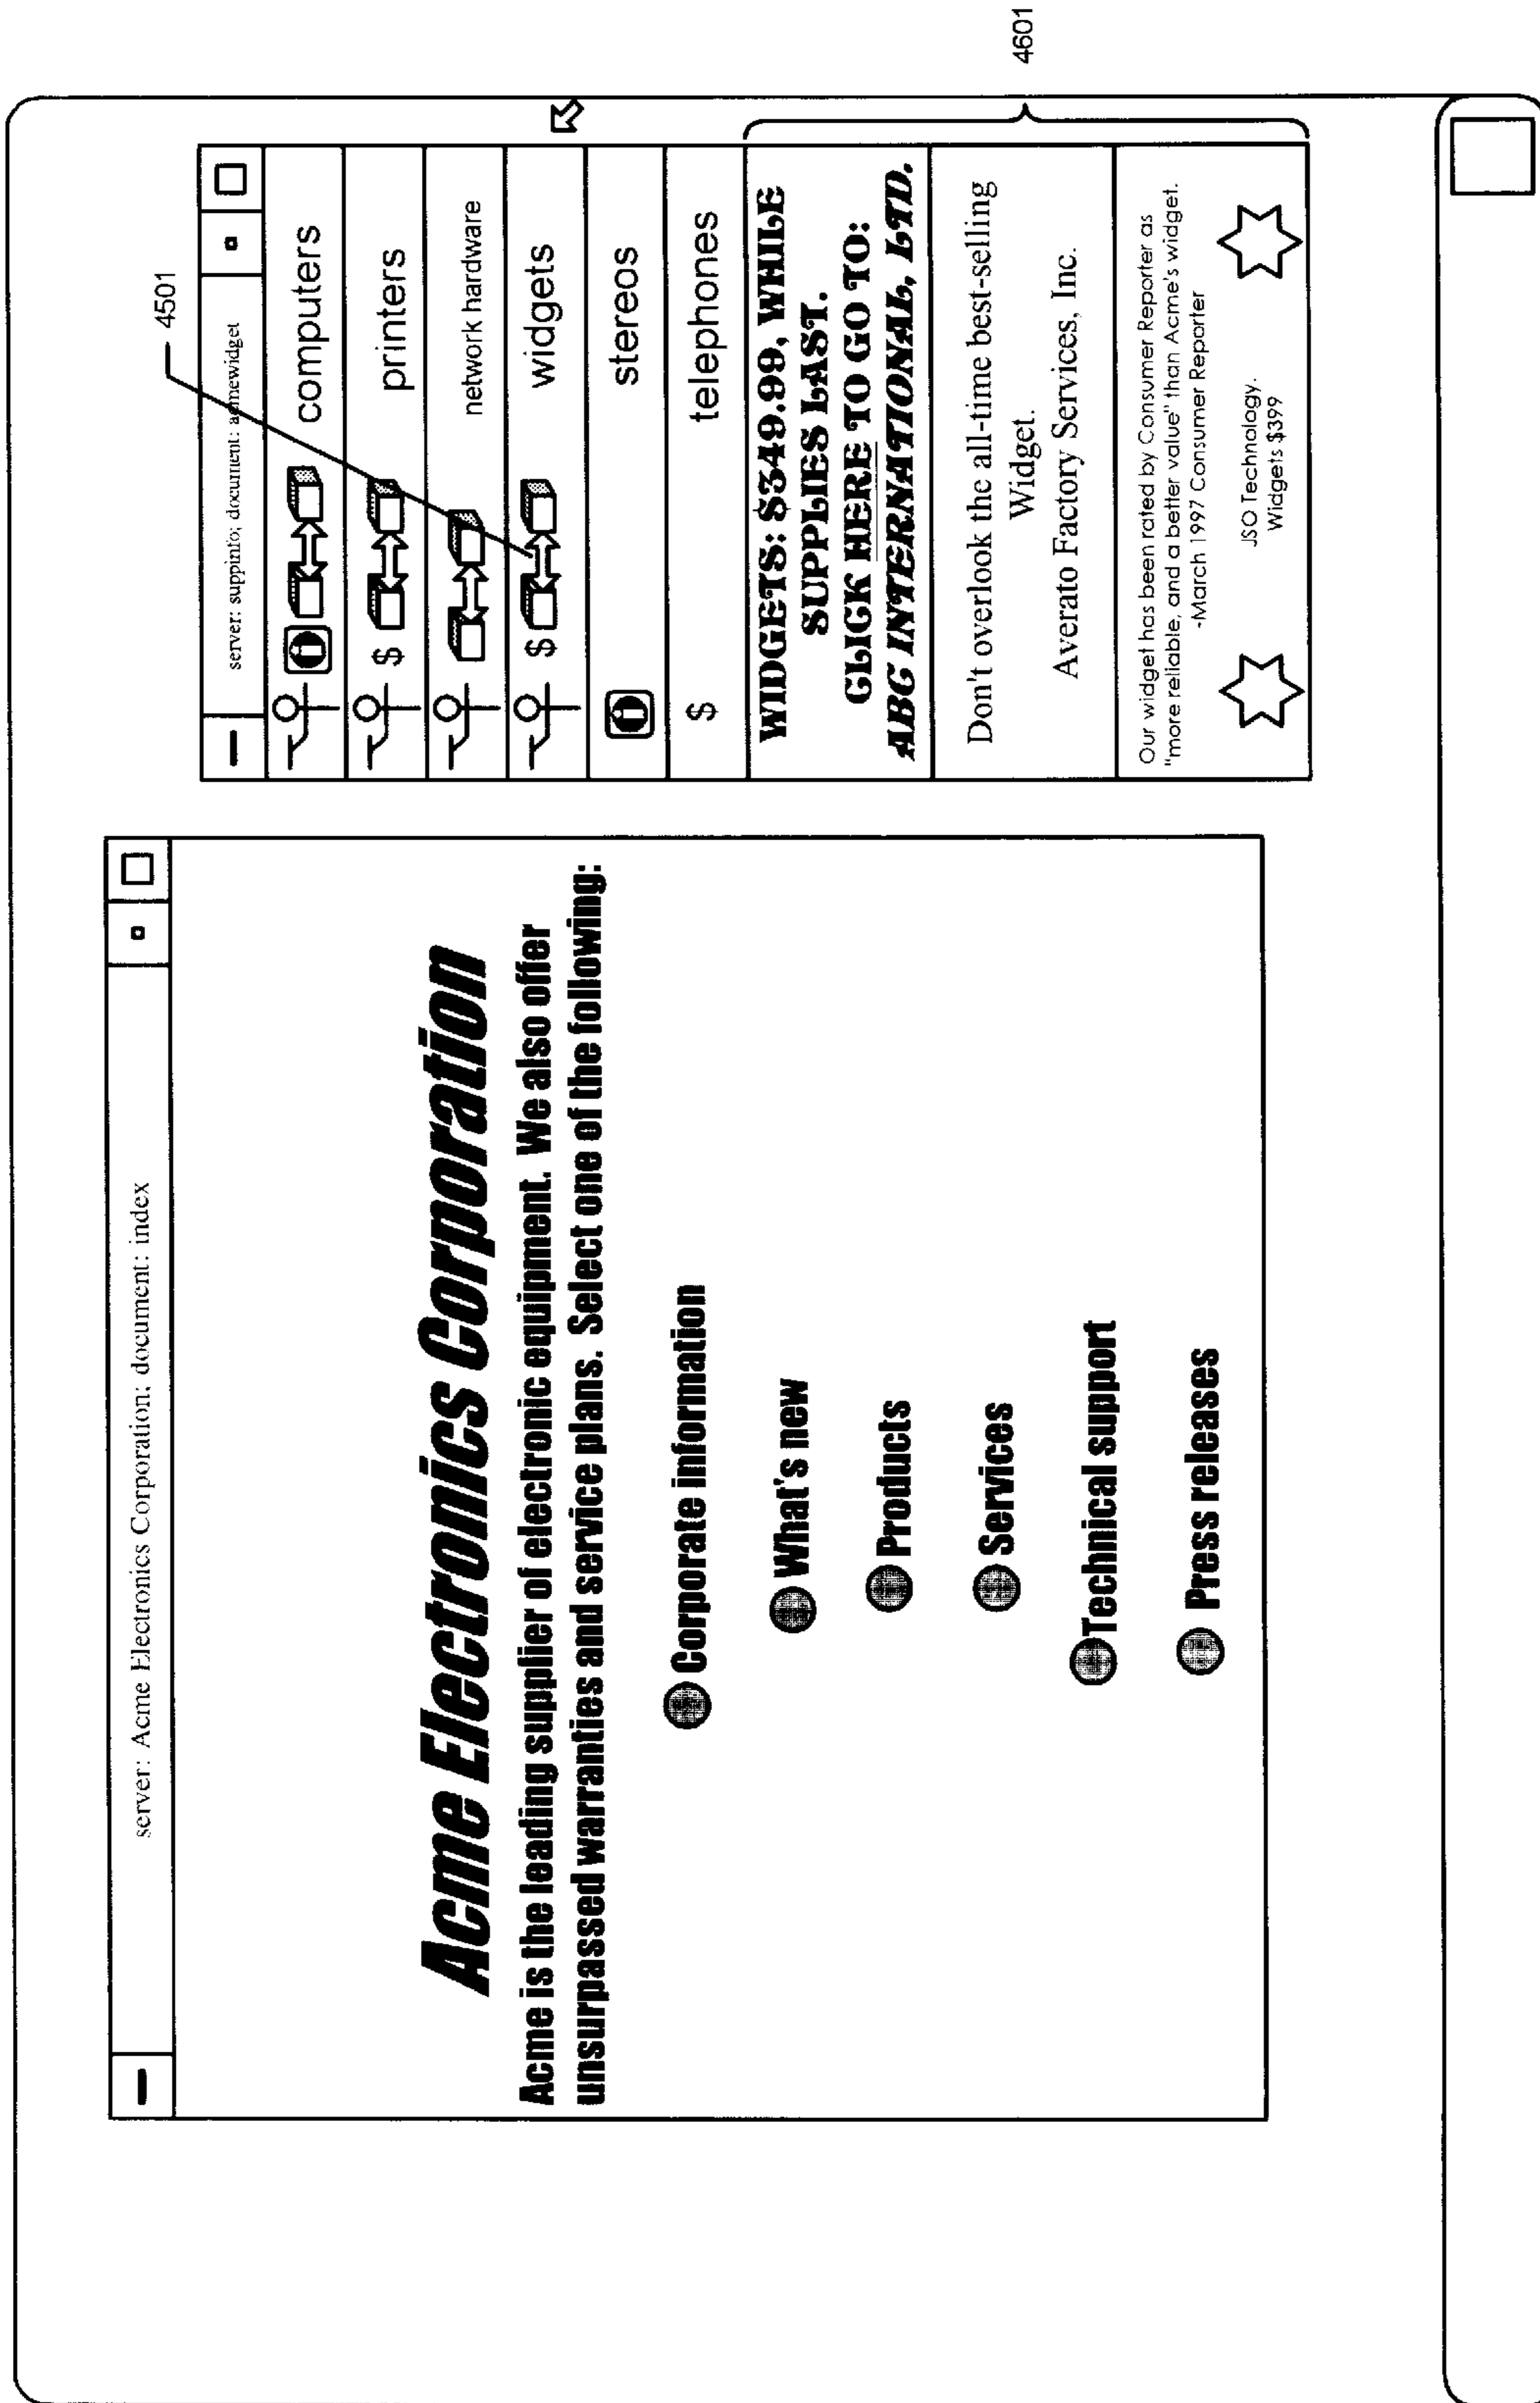 server: Acme Electronics Corporation; document: index
Acme Electronics Corporation
Acme is the leading supplier of electronic equipment. We also offer
unsurpassed warranties and service plans. Select one of the following:
Corporate information
What's new
Products
Services
Technical support
Press releases
4501
server: suppinfo; document: acmewidget
computers
$ printers
network hardware
$ widgets
stereos
$ telephones
WIDGETS: $349.99, WHILE
SUPPLIES LAST.
CLICK HERE TO GO TO:
ABC INTERNATIONAL, LTD.
Don't overlook the all-time best-selling
Widget.
Averato Factory Services, Inc.
Our widget has been rated by Consumer Reporter as
"more reliable, and a better value" than Acme's widget.
-March 1997 Consumer Reporter
JSO Technology.
Widgets $399
4601